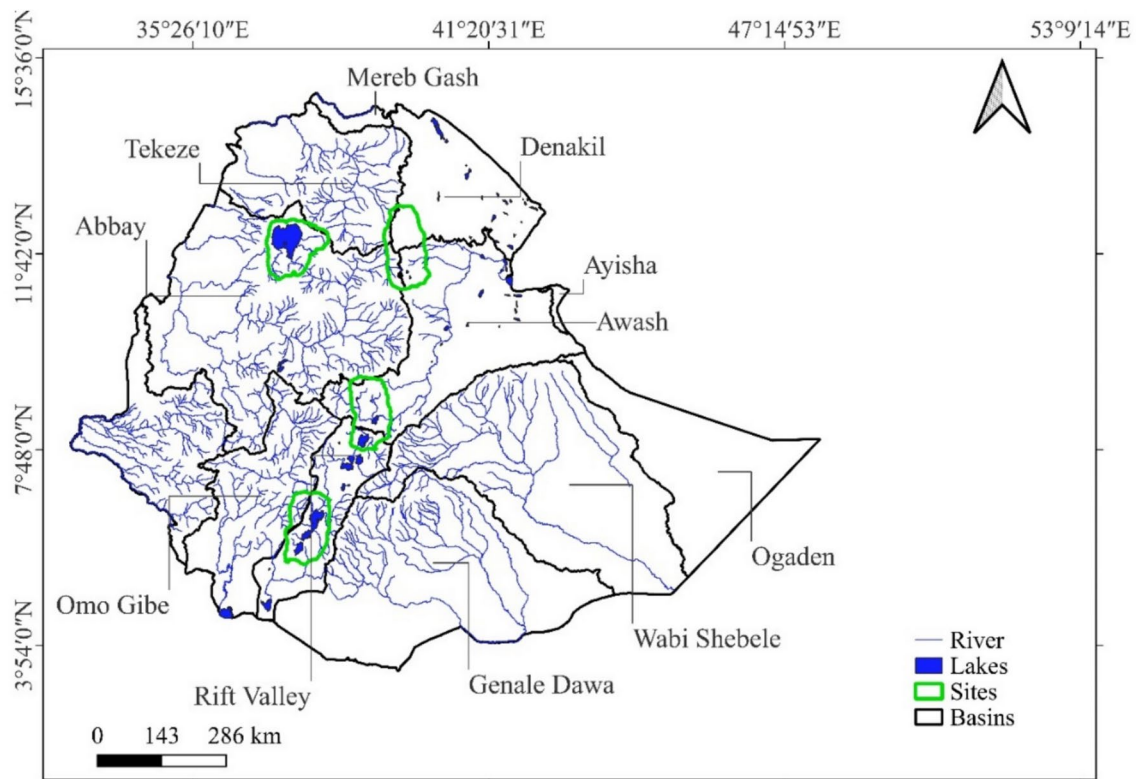 35°26′10″E
41°20′31″E
47°14′53″E
53°9′14″E
15°36′0″N
11°42′0″N
7°48′0″N
3°54′0″N
Mereb Gash
Tekeze
Denakil
Abbay
Ayisha
Awash
Ogaden
Omo Gibe
Wabi Shebele
Rift Valley
Genale Dawa
River
Lakes
Sites
Basins
0 143 286 km